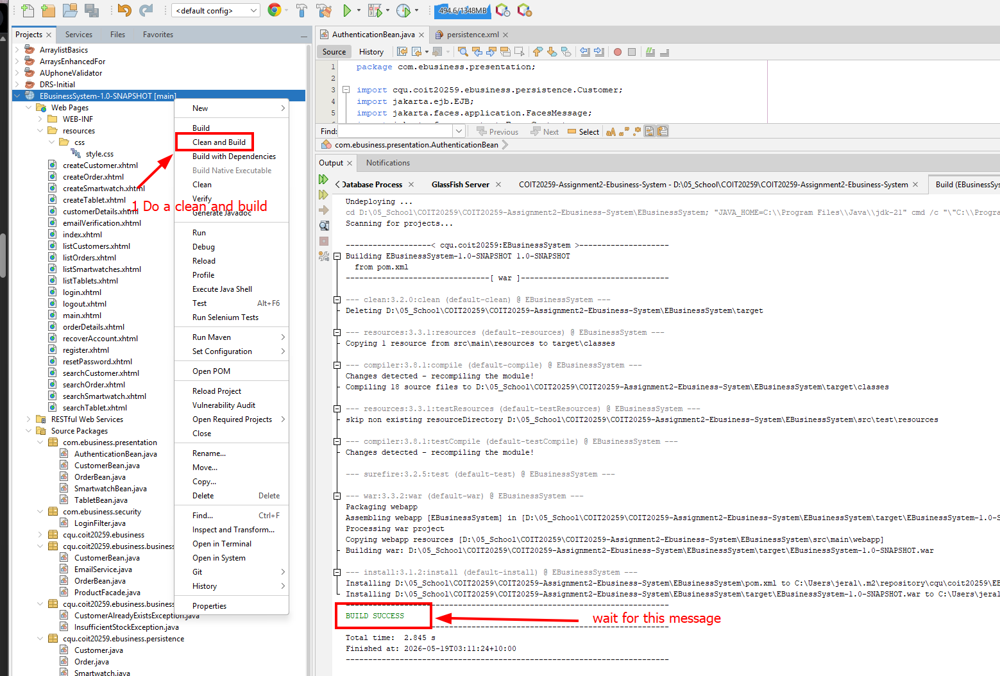 <default config>
494.6/1348MB
Projects
Services
Files
Favorites
ArraylistBasics
ArraysEnhancedFor
AUphoneValidator
DRS-Initial
EBusinessSystem-1.0-SNAPSHOT [main]
Web Pages
WEB-INF
resources
css
style.css
createCustomer.xhtml
createOrder.xhtml
createSmartwatch.xhtml
createTablet.xhtml
customerDetails.xhtml
emailVerification.xhtml
index.xhtml
listCustomers.xhtml
listOrders.xhtml
listSmartwatches.xhtml
listTablets.xhtml
login.xhtml
logout.xhtml
main.xhtml
orderDetails.xhtml
recoverAccount.xhtml
register.xhtml
resetPassword.xhtml
searchCustomer.xhtml
searchOrder.xhtml
searchSmartwatch.xhtml
searchTablet.xhtml
RESTful Web Services
Source Packages
com.ebusiness.presentation
AuthenticationBean.java
CustomerBean.java
OrderBean.java
SmartwatchBean.java
TabletBean.java
com.ebusiness.security
LoginFilter.java
cqu.coit20259.ebusiness
cqu.coit20259.ebusiness.business
CustomerBean.java
EmailService.java
OrderBean.java
ProductFacade.java
cqu.coit20259.ebusiness.business
CustomerAlreadyExistsException.java
InsufficientStockException.java
cqu.coit20259.ebusiness.persistence
Customer.java
Order.java
Smartwatch.java
New
Build
Clean and Build
Build with Dependencies
Build Native Executable
Clean
Verify
Generate Javadoc
Run
Debug
Reload
Profile
Execute Java Shell
Test Alt+F6
Run Selenium Tests
Run Maven
Set Configuration
Open POM
Reload Project
Vulnerability Audit
Open Required Projects
Close
Rename...
Move...
Copy...
Delete Delete
Find... Ctrl+F
Inspect and Transform...
Open in Terminal
Open in System
Git
History
Properties
.1 Do a clean and build
AuthenticationBean.java
persistence.xml
Source
History
1 package com.ebusiness.presentation;
2
3 import cqu.coit20259.ebusiness.persistence.Customer;
4 import jakarta.ejb.EJB;
5 import jakarta.faces.application.FacesMessage;
Find:
Previous
Next
Select
com.ebusiness.presentation.AuthenticationBean
Output
Notifications
Database Process
GlassFish Server
COIT20259-Assignment2-Ebusiness-System - D:\05_School\COIT20259\COIT20259-Assignment2-Ebusiness-System
Build (EBusinessSy
Undeploying ...
cd D:\05_School\COIT20259\COIT20259-Assignment2-Ebusiness-System\EBusinessSystem; "JAVA_HOME=C:\\Program Files\\Java\\jdk-21" cmd /c "\"C:\\Progra
Scanning for projects...
-------------------< cqu.coit20259:EBusinessSystem >--------------------
Building EBusinessSystem-1.0-SNAPSHOT 1.0-SNAPSHOT
from pom.xml
--------------------------------[ war ]---------------------------------
--- clean:3.2.0:clean (default-clean) @ EBusinessSystem ---
Deleting D:\05_School\COIT20259\COIT20259-Assignment2-Ebusiness-System\EBusinessSystem\target
--- resources:3.3.1:resources (default-resources) @ EBusinessSystem ---
Copying 1 resource from src\main\resources to target\classes
--- compiler:3.8.1:compile (default-compile) @ EBusinessSystem ---
Changes detected - recompiling the module!
Compiling 18 source files to D:\05_School\COIT20259\COIT20259-Assignment2-Ebusiness-System\EBusinessSystem\target\classes
--- resources:3.3.1:testResources (default-testResources) @ EBusinessSystem ---
skip non existing resourceDirectory D:\05_School\COIT20259\COIT20259-Assignment2-Ebusiness-System\EBusinessSystem\src\test\resources
--- compiler:3.8.1:testCompile (default-testCompile) @ EBusinessSystem ---
Changes detected - recompiling the module!
--- surefire:3.2.5:test (default-test) @ EBusinessSystem ---
--- war:3.3.2:war (default-war) @ EBusinessSystem ---
Packaging webapp
Assembling webapp [EBusinessSystem] in [D:\05_School\COIT20259\COIT20259-Assignment2-Ebusiness-System\EBusinessSystem\target\EBusinessSystem-1.0-S
Processing war project
Copying webapp resources [D:\05_School\COIT20259\COIT20259-Assignment2-Ebusiness-System\EBusinessSystem\src\main\webapp]
Building war: D:\05_School\COIT20259\COIT20259-Assignment2-Ebusiness-System\EBusinessSystem\target\EBusinessSystem-1.0-SNAPSHOT.war
--- install:3.1.2:install (default-install) @ EBusinessSystem ---
Installing D:\05_School\COIT20259\COIT20259-Assignment2-Ebusiness-System\EBusinessSystem\pom.xml to C:\Users\jeral\.m2\repository\cqu\coit20259\EB
Installing D:\05_School\COIT20259\COIT20259-Assignment2-Ebusiness-System\EBusinessSystem\target\EBusinessSystem-1.0-SNAPSHOT.war to C:\Users\jeral
------------------------------------------------------------------------
BUILD SUCCESS
wait for this message
------------------------------------------------------------------------
Total time: 2.845 s
Finished at: 2026-05-19T03:11:24+10:00
------------------------------------------------------------------------